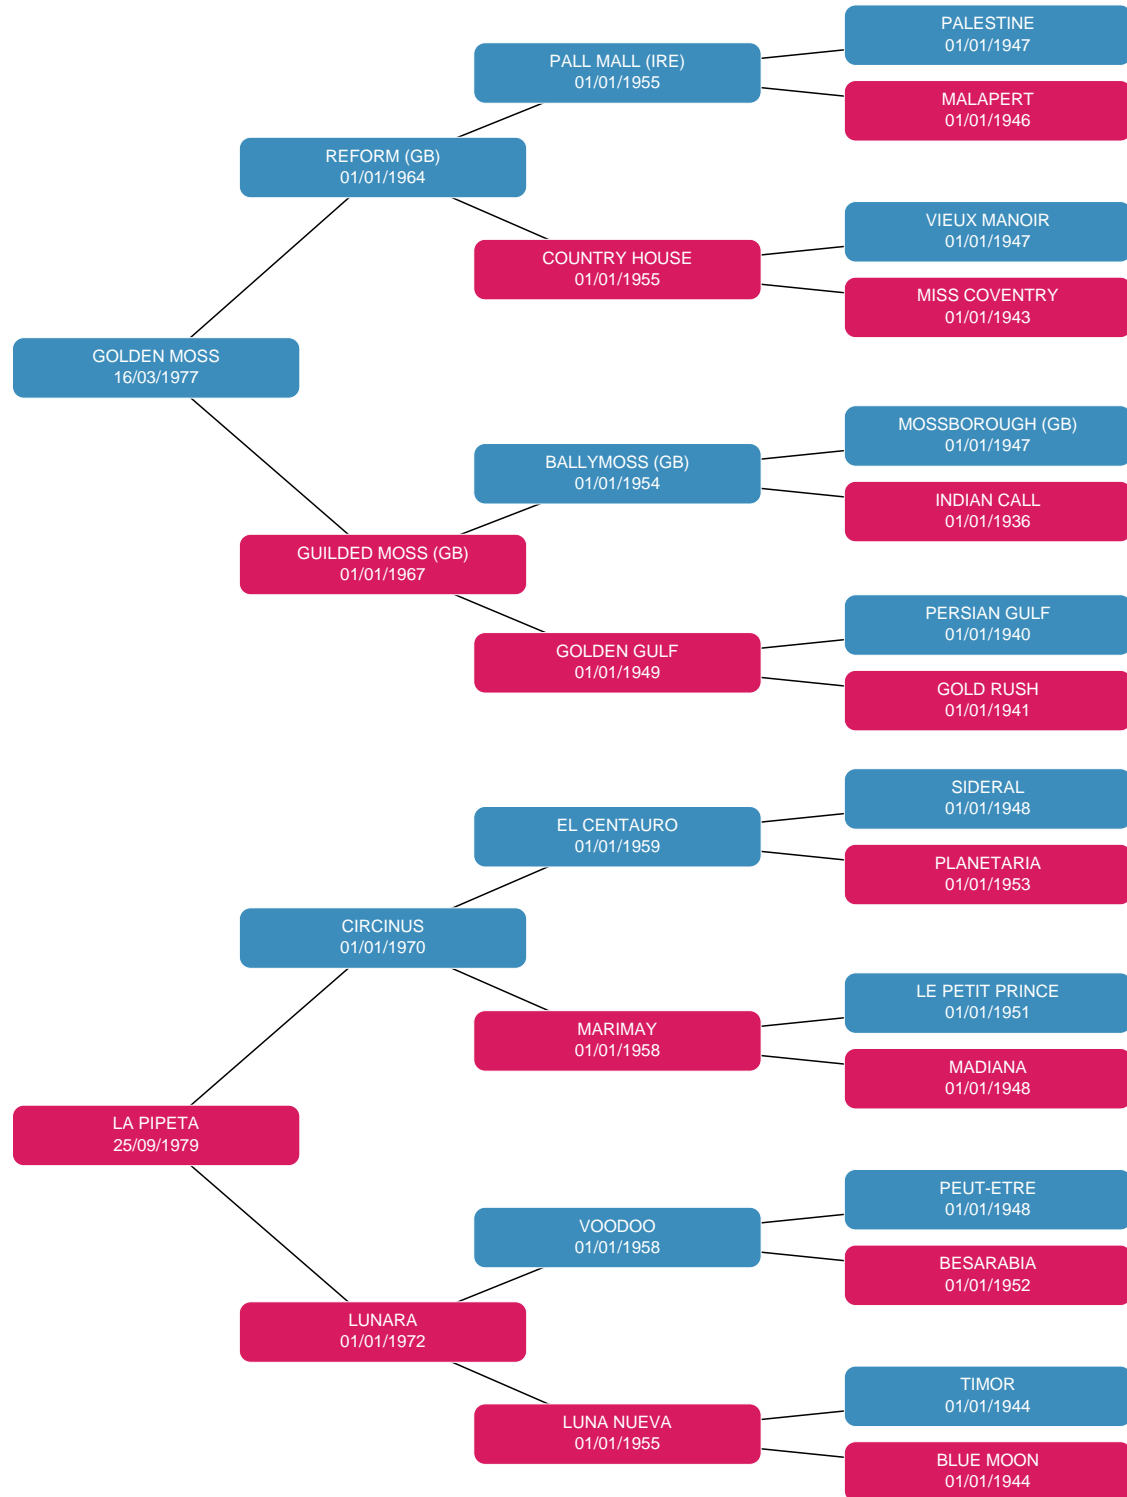 PALESTINE
01/01/1947
PALL MALL (IRE)
01/01/1955
MALAPERT
01/01/1946
REFORM (GB)
01/01/1964
VIEUX MANOIR
01/01/1947
COUNTRY HOUSE
01/01/1955
MISS COVENTRY
01/01/1943
GOLDEN MOSS
16/03/1977
MOSSBOROUGH (GB)
01/01/1947
BALLYMOSS (GB)
01/01/1954
INDIAN CALL
01/01/1936
GUILDED MOSS (GB)
01/01/1967
PERSIAN GULF
01/01/1940
GOLDEN GULF
01/01/1949
GOLD RUSH
01/01/1941
SIDERAL
01/01/1948
EL CENTAURO
01/01/1959
PLANETARIA
01/01/1953
CIRCINUS
01/01/1970
LE PETIT PRINCE
01/01/1951
MARIMAY
01/01/1958
MADIANA
01/01/1948
LA PIPETA
25/09/1979
PEUT-ETRE
01/01/1948
VOODOO
01/01/1958
BESARABIA
01/01/1952
LUNARA
01/01/1972
TIMOR
01/01/1944
LUNA NUEVA
01/01/1955
BLUE MOON
01/01/1944